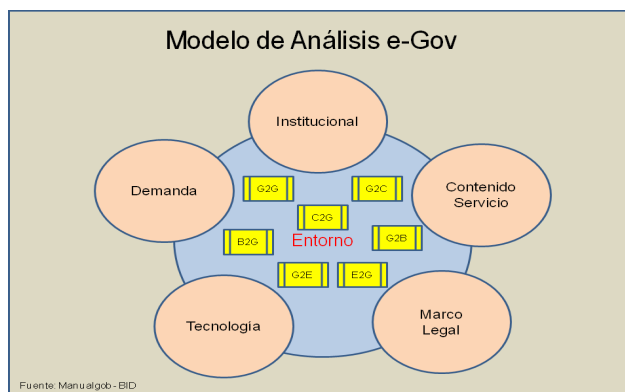 Modelo de Análisis e-Gov
Institucional
Demanda
G2G
G2C
Contenido
Servicio
C2G
B2G
Entorno
G2B
G2E
E2G
Tecnología
Marco
Legal
Fuente: Manualgob - BID